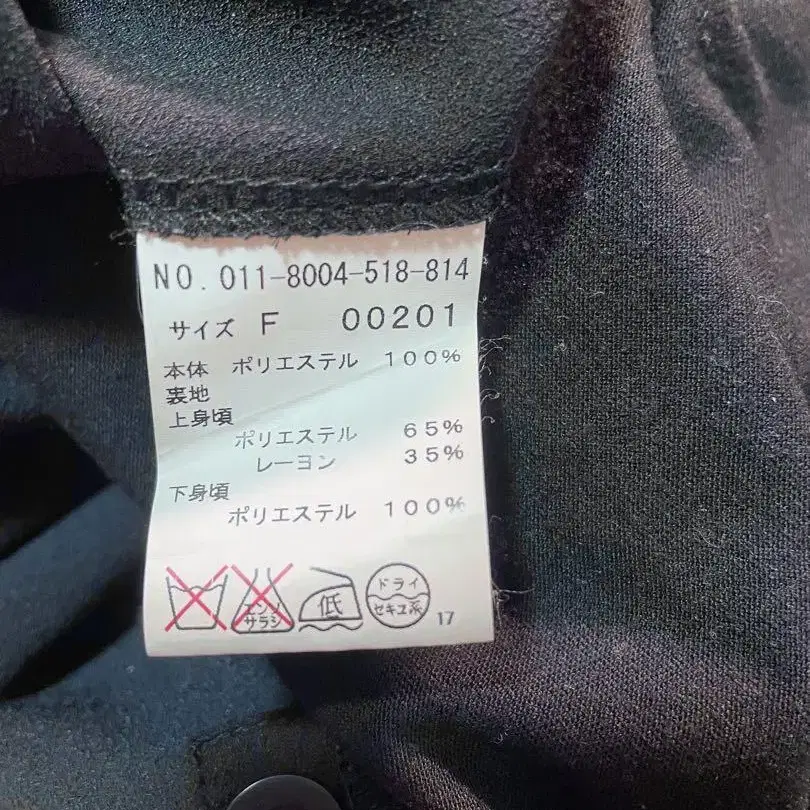 NO. 011-8004-518-814
サイズ F 00201
本体 ポリエステル 100%
裏地
上身頃
ポリエステル 65%
レーヨン 35%
下身頃
ポリエステル 100%
エンソ
サラシ
低
ドライ
セキユ系
17